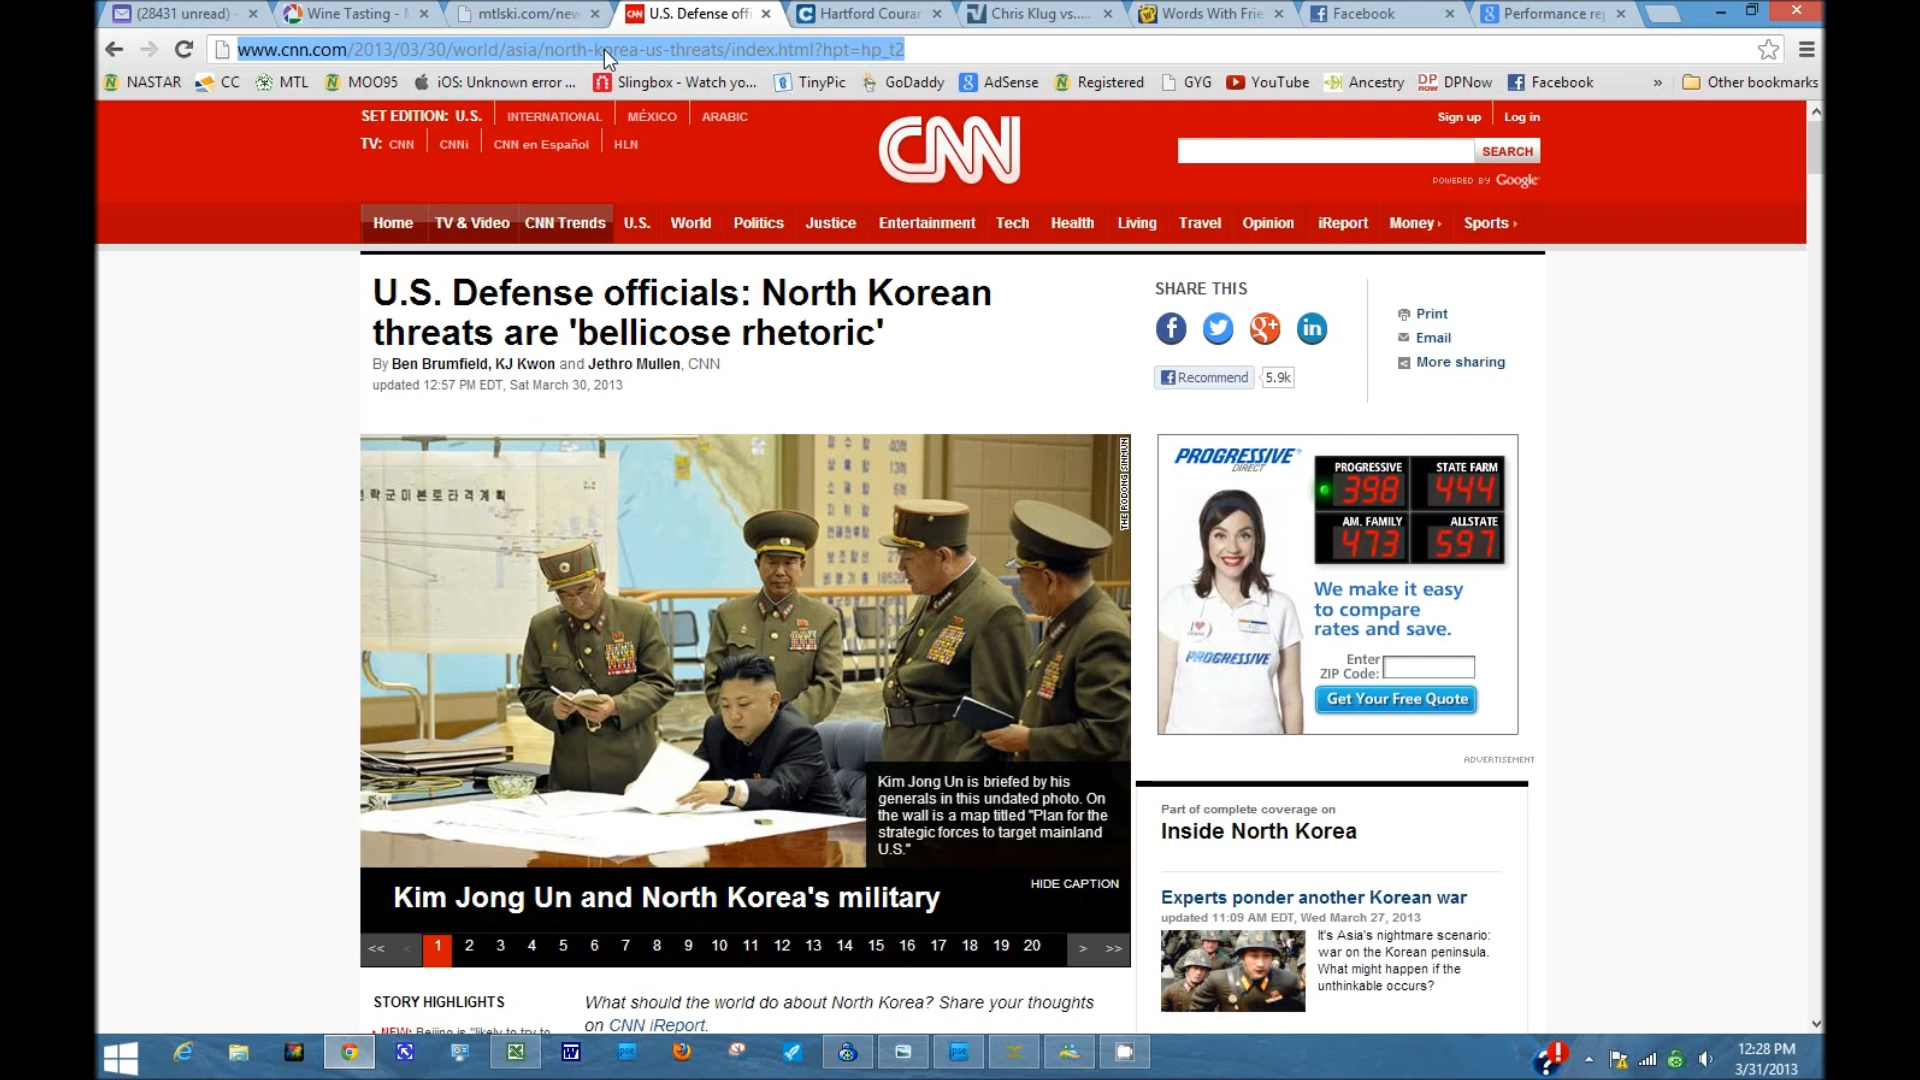 (28431 unread) -
Wine Tasting -
mtlski.com/new
U.S. Defense offi
Hartford Couran
Chris Klug vs....
Words With Frie
Facebook
Performance re
www.cnn.com/2013/03/30/world/asia/north-korea-us-threats/index.html?hpt=hp_t2
NASTAR
CC
MTL
MOO95
iOS: Unknown error ...
Slingbox - Watch yo...
TinyPic
GoDaddy
AdSense
Registered
GYG
YouTube
Ancestry
DPNow
Facebook
»
Other bookmarks
SET EDITION: U.S.
INTERNATIONAL
MÉXICO
ARABIC
TV: CNN
CNNi
CNN en Español
HLN
CNN
Sign up
Log in
SEARCH
POWERED BY Google
Home
TV & Video
CNN Trends
U.S.
World
Politics
Justice
Entertainment
Tech
Health
Living
Travel
Opinion
iReport
Money
Sports
U.S. Defense officials: North Korean
threats are 'bellicose rhetoric'
By Ben Brumfield, KJ Kwon and Jethro Mullen, CNN
updated 12:57 PM EDT, Sat March 30, 2013
SHARE THIS
Recommend
5.9k
Print
Email
More sharing
THE RODONG SINMUN
Kim Jong Un is briefed by his
generals in this undated photo. On
the wall is a map titled "Plan for the
strategic forces to target mainland
U.S."
HIDE CAPTION
Kim Jong Un and North Korea's military
<< < 1 2 3 4 5 6 7 8 9 10 11 12 13 14 15 16 17 18 19 20 > >>
PROGRESSIVE
DIRECT
PROGRESSIVE
398
STATE FARM
444
AM. FAMILY
473
ALLSTATE
597
We make it easy
to compare
rates and save.
PROGRESSIVE
Enter
ZIP Code:
Get Your Free Quote
ADVERTISEMENT
Part of complete coverage on
Inside North Korea
Experts ponder another Korean war
updated 11:09 AM EDT, Wed March 27, 2013
It's Asia's nightmare scenario:
war on the Korean peninsula.
What might happen if the
unthinkable occurs?
STORY HIGHLIGHTS
NEW: Beijing is "likely to try to
What should the world do about North Korea? Share your thoughts
on CNN iReport.
12:28 PM
3/31/2013